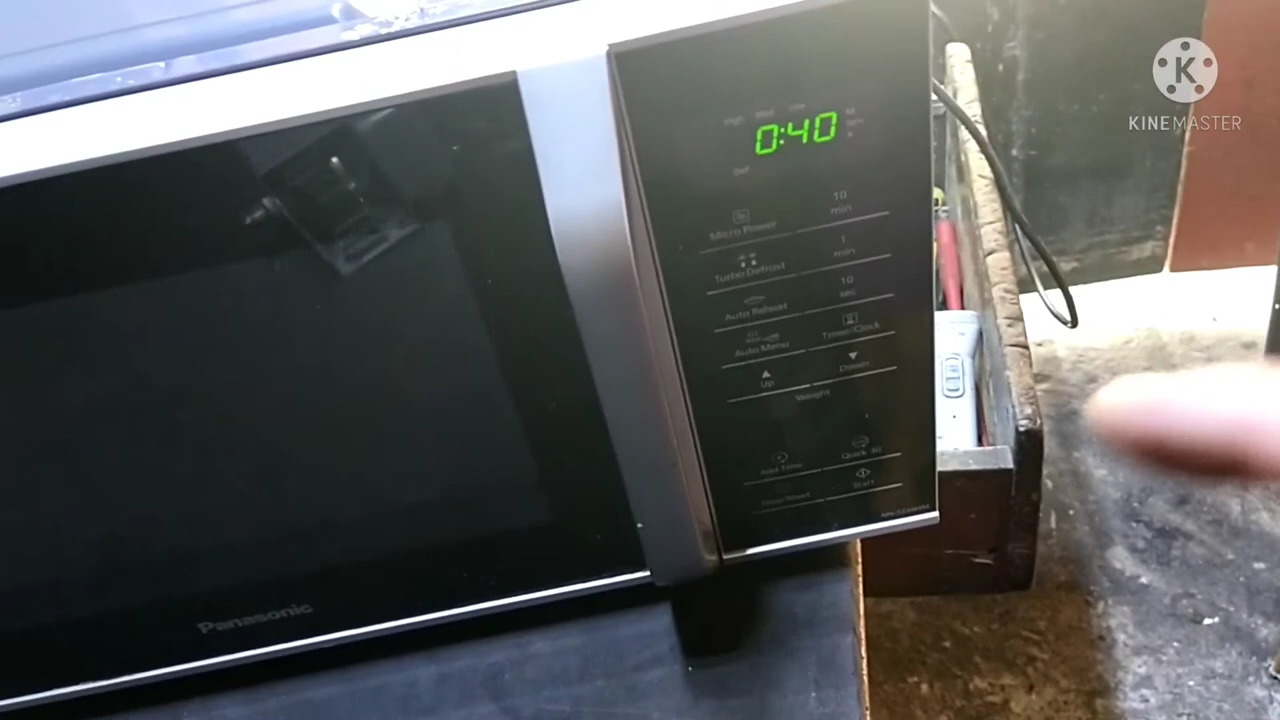 K
KINEMASTER
0:40
10
min
Micro Power
1
min
Turbo Defrost
10
sec
Auto Reheat
Timer/Clock
Auto Menu
Up
Down
Weight
Add Time
Quick 30
Stop/Reset
Start
Panasonic